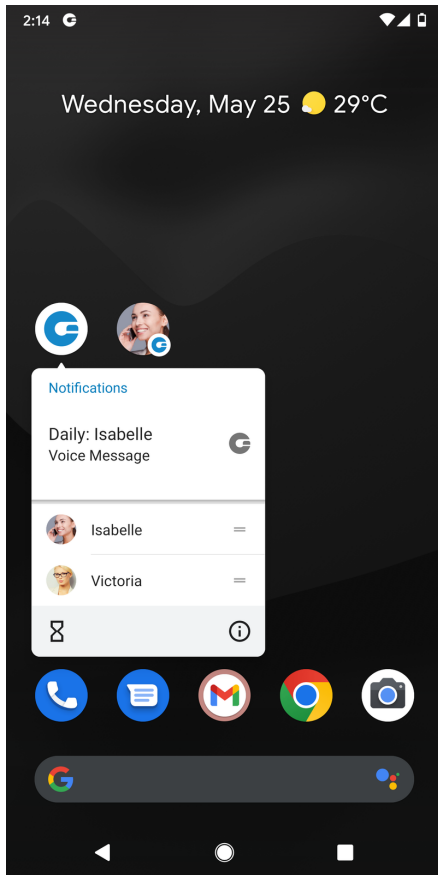 2:14
Wednesday, May 25 29°C
Notifications
Daily: Isabelle
Voice Message
Isabelle
Victoria